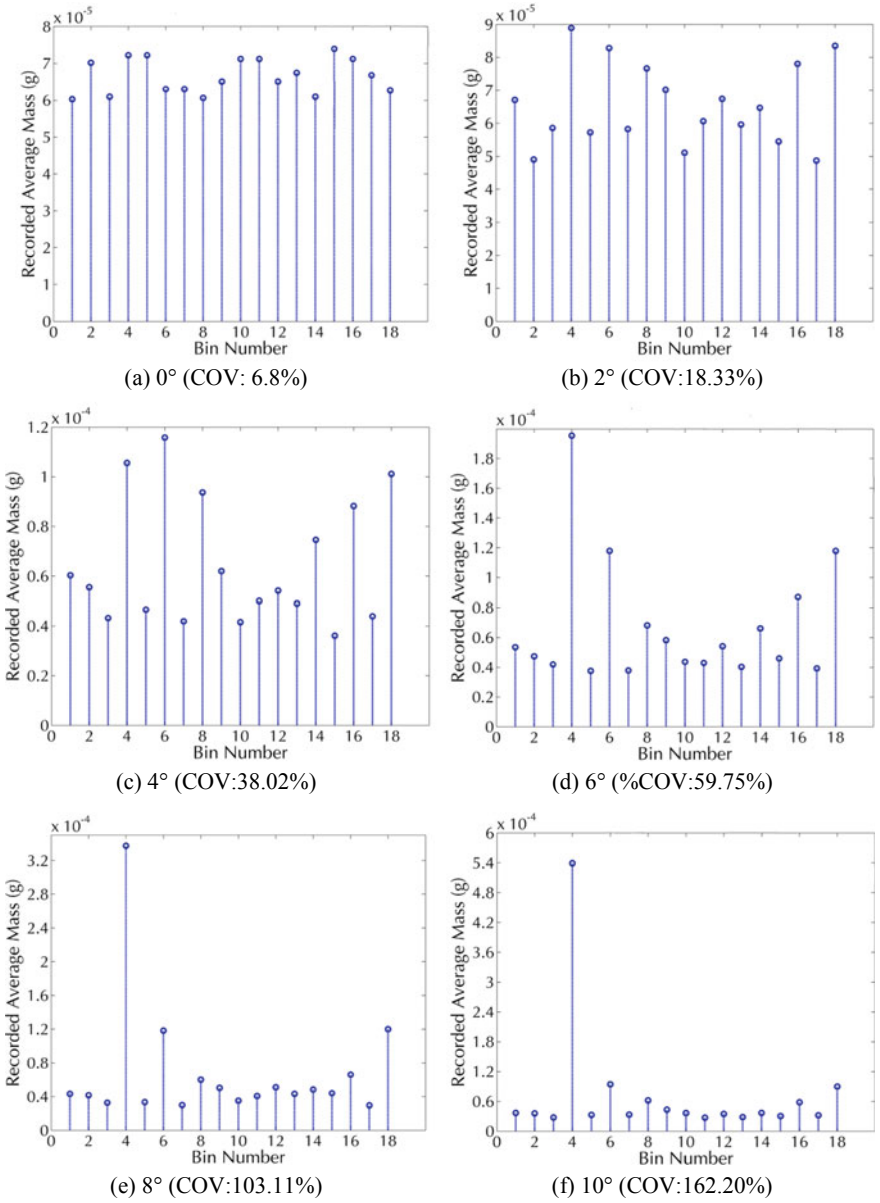 x 10⁻⁵
Recorded Average Mass (g)
8
7
6
5
4
3
2
1
0
0 2 4 6 8 10 12 14 16 18
Bin Number
(a) 0° (COV: 6.8%)
x 10⁻⁵
Recorded Average Mass (g)
9
8
7
6
5
4
3
2
1
0
0 2 4 6 8 10 12 14 16 18
Bin Number
(b) 2° (COV:18.33%)
x 10⁻⁴
Recorded Average Mass (g)
1.2
1
0.8
0.6
0.4
0.2
0
0 2 4 6 8 10 12 14 16 18
Bin Number
(c) 4° (COV:38.02%)
x 10⁻⁴
Recorded Average Mass (g)
1.8
1.6
1.2
0.8
0.6
0.4
0.2
0
0 2 4 6 8 10 12 14 16 18
Bin Number
(d) 6° (%COV:59.75%)
x 10⁻⁴
Recorded Average Mass (g)
3.2
2.8
2.4
2
1.6
1.2
0.8
0.4
0
0 2 4 6 8 10 12 14 16 18
Bin Number
(e) 8° (COV:103.11%)
x 10⁻⁴
Recorded Average Mass (g)
6
5.4
4.8
4.2
3.6
3
2.4
1.8
1.2
0.6
0
0 2 4 6 8 10 12 14 16 18
Bin Number
(f) 10° (COV:162.20%)